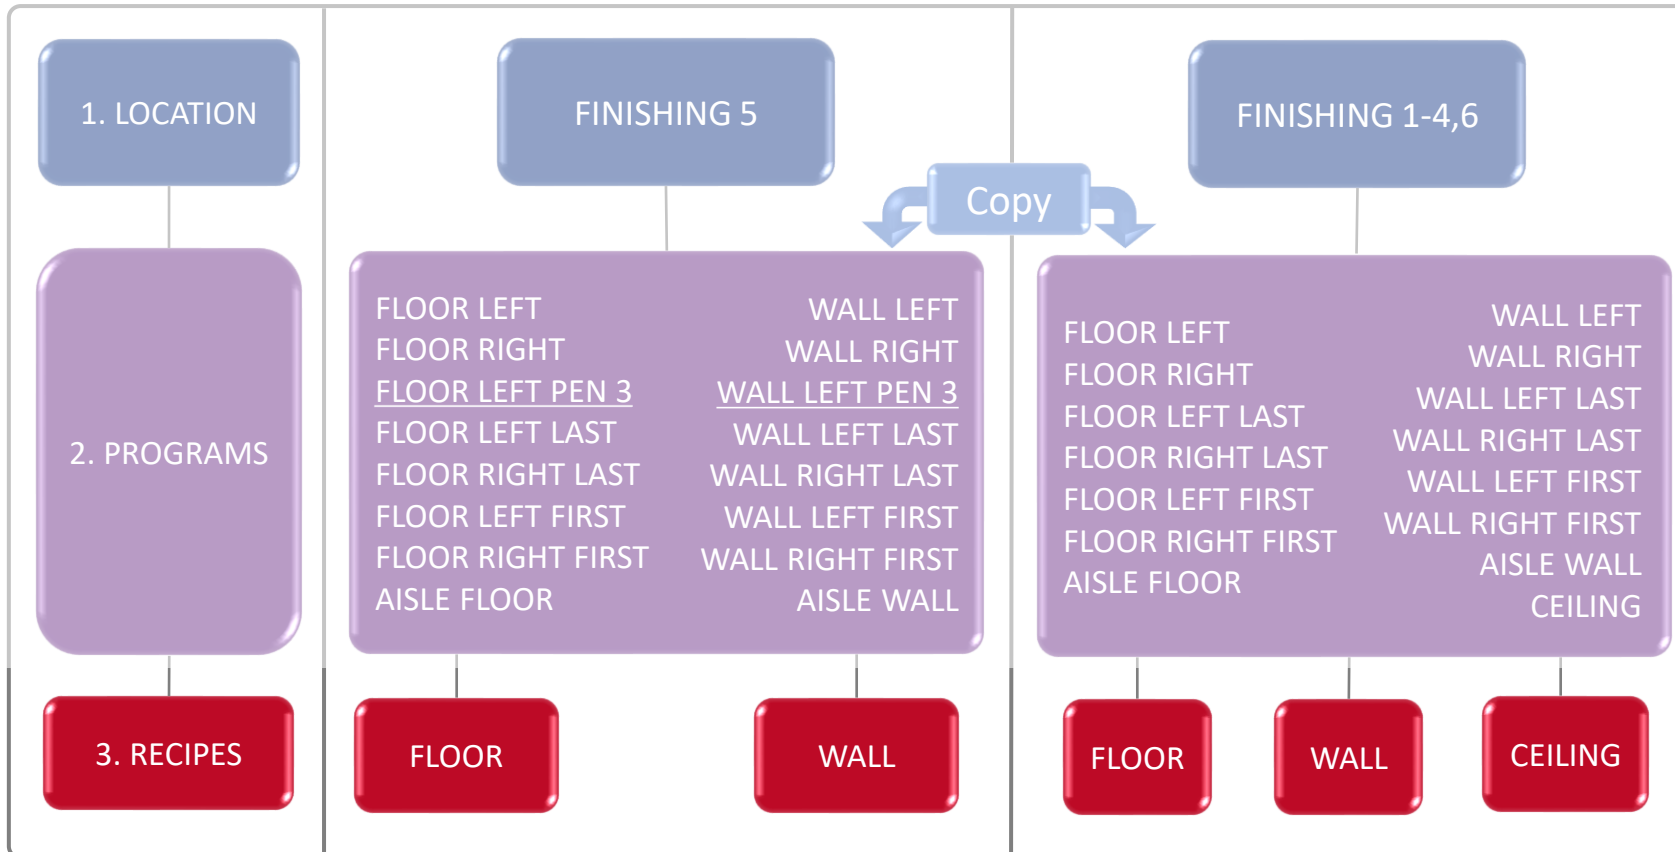 1. LOCATION
FINISHING 5
FINISHING 1-4,6
Copy
2. PROGRAMS
FLOOR LEFT
FLOOR RIGHT
FLOOR LEFT PEN 3
FLOOR LEFT LAST
FLOOR RIGHT LAST
FLOOR LEFT FIRST
FLOOR RIGHT FIRST
AISLE FLOOR
WALL LEFT
WALL RIGHT
WALL LEFT PEN 3
WALL LEFT LAST
WALL RIGHT LAST
WALL LEFT FIRST
WALL RIGHT FIRST
AISLE WALL
FLOOR LEFT
FLOOR RIGHT
FLOOR LEFT LAST
FLOOR RIGHT LAST
FLOOR LEFT FIRST
FLOOR RIGHT FIRST
AISLE FLOOR
WALL LEFT
WALL RIGHT
WALL LEFT LAST
WALL RIGHT LAST
WALL LEFT FIRST
WALL RIGHT FIRST
AISLE WALL
CEILING
3. RECIPES
FLOOR
WALL
FLOOR
WALL
CEILING